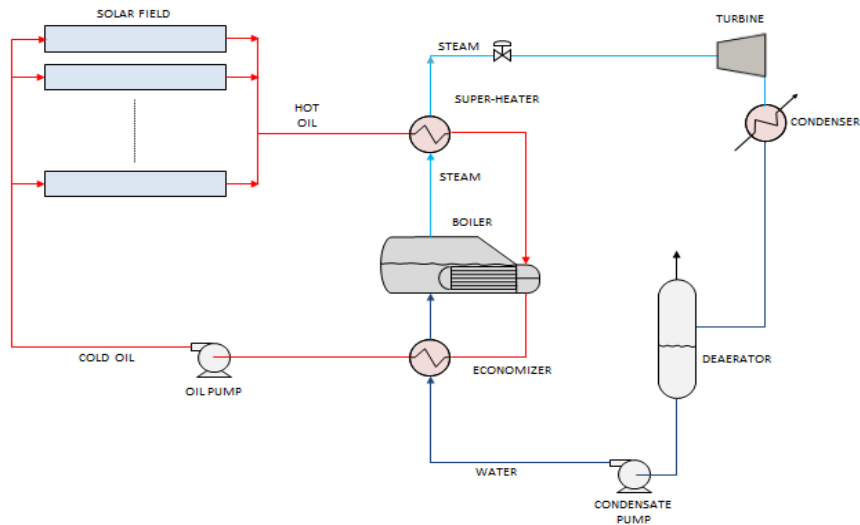 SOLAR FIELD
TURBINE
STEAM
SUPER-HEATER
HOT
OIL
CONDENSER
STEAM
BOILER
COLD OIL
ECONOMIZER
DEAERATOR
OIL PUMP
WATER
CONDENSATE
PUMP